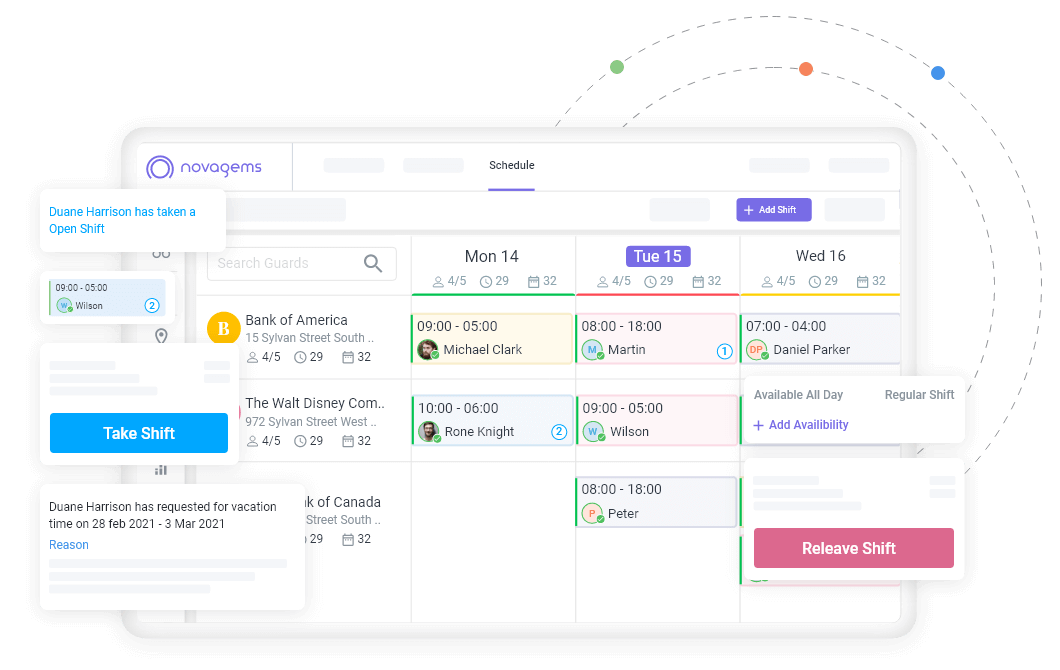 novagems
Schedule
Duane Harrison has taken a
Open Shift
+ Add Shift
Search Guards
Mon 14
4/5 29 32
Tue 15
4/5 29 32
Wed 16
4/5 29 32
09:00 - 05:00
W Wilson 2
B
Bank of America
15 Sylvan Street South ..
4/5 29 32
09:00 - 05:00
Michael Clark
08:00 - 18:00
M Martin 1
07:00 - 04:00
DP Daniel Parker
Take Shift
The Walt Disney Com..
972 Sylvan Street West ..
4/5 29 32
10:00 - 06:00
Rone Knight 2
09:00 - 05:00
W Wilson
Available All Day Regular Shift
+ Add Availibility
Duane Harrison has requested for vacation
time on 28 feb 2021 - 3 Mar 2021
Reason
k of Canada
Street South ..
29 32
08:00 - 18:00
P Peter
Releave Shift